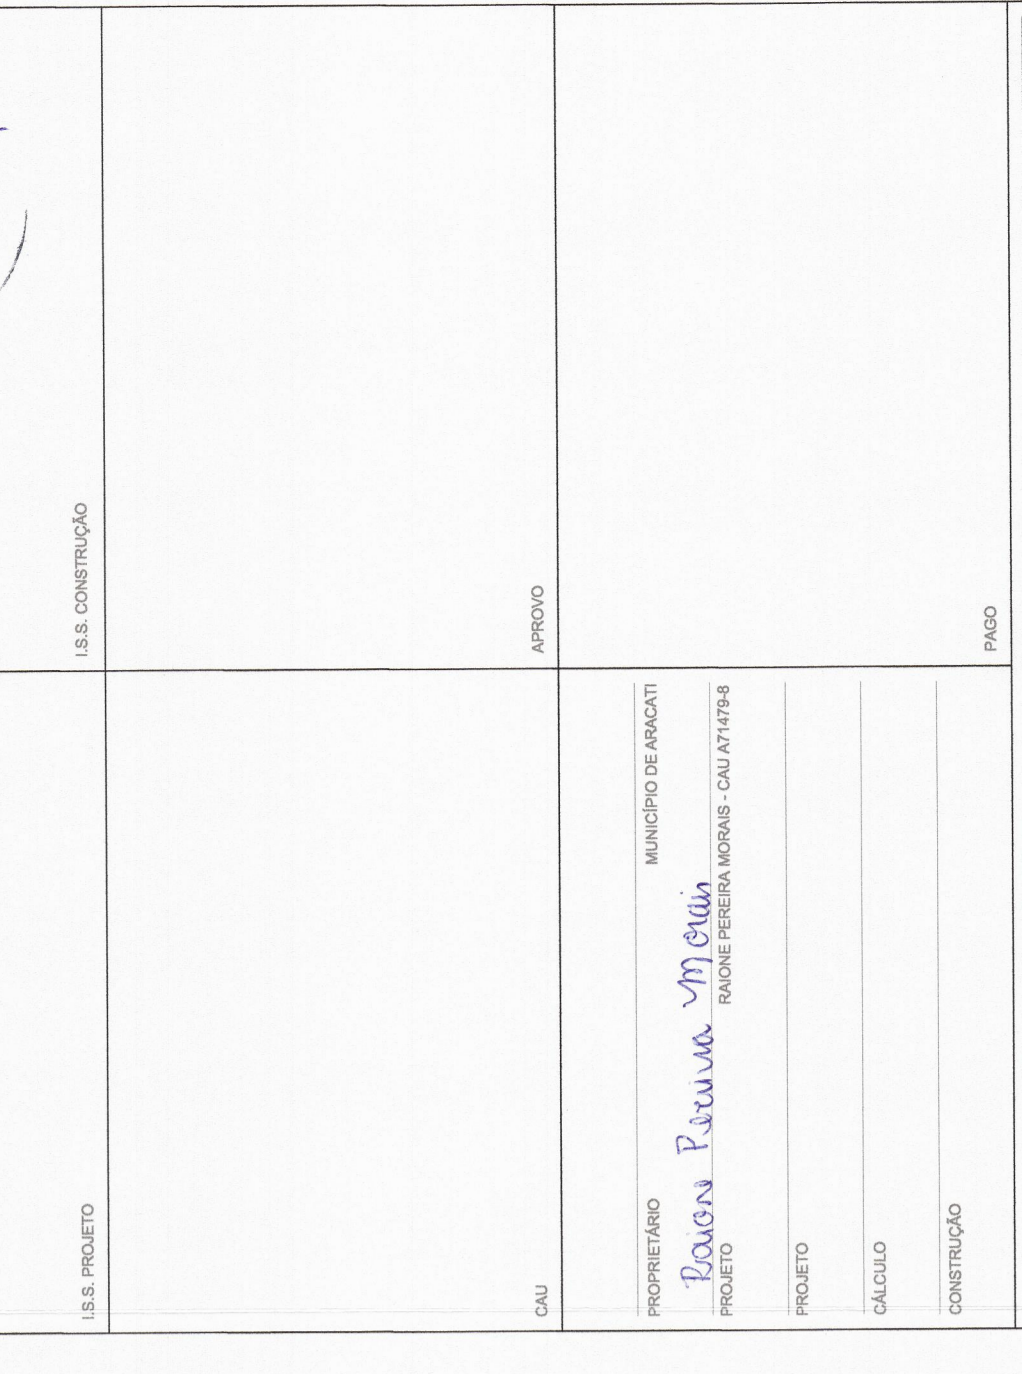 I.S.S. PROJETO
I.S.S. CONSTRUÇÃO
CAU
APROVO
PROPRIETÁRIO MUNICÍPIO DE ARACATI
Raione Pereira Morais
PROJETO RAIONE PEREIRA MORAIS - CAU A71479-8
PROJETO
CÁLCULO
CONSTRUÇÃO
PAGO